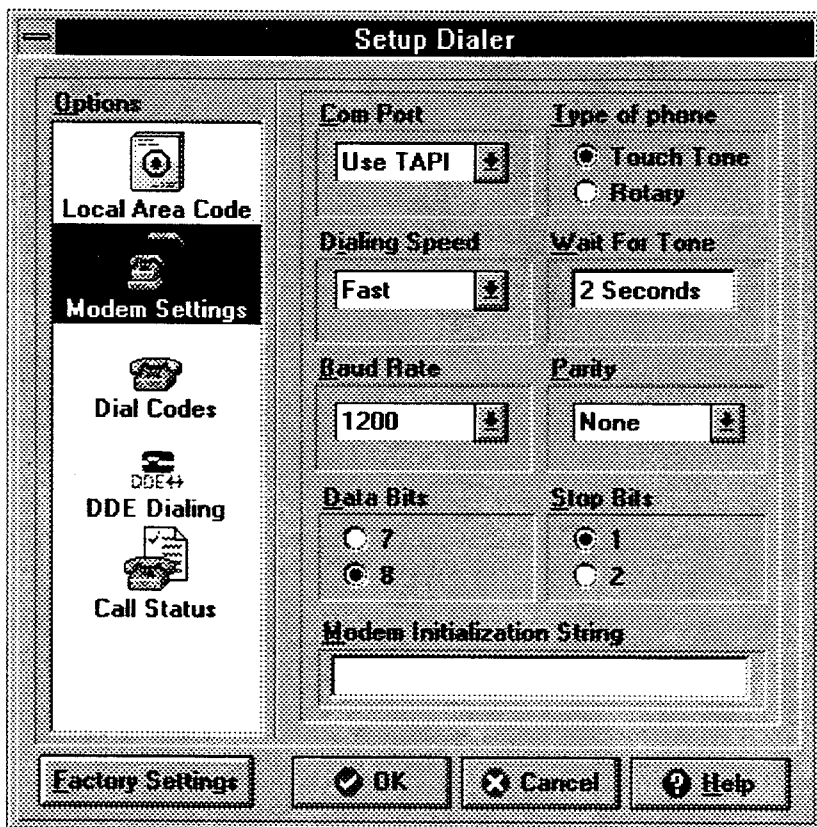 Setup Dialer
Options
Local Area Code
Modem Settings
Dial Codes
DDE↔
DDE Dialing
Call Status
Com Port
Use TAPI
Type of phone
Touch Tone
Rotary
Dialing Speed
Fast
Wait For Tone
2 Seconds
Baud Rate
1200
Parity
None
Data Bits
7
8
Stop Bits
1
2
Modem Initialization String
Factory Settings
OK
Cancel
Help